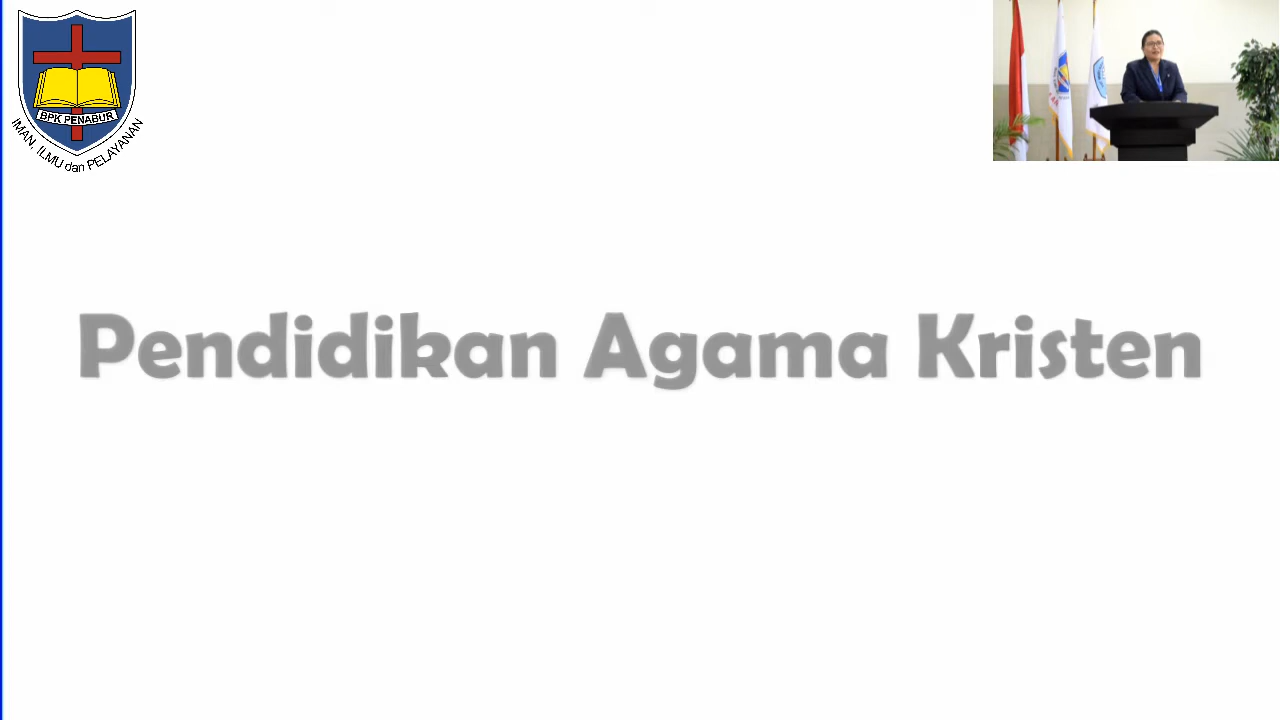 BPK PENABUR
IMAN, ILMU dan PELAYANAN
Pendidikan Agama Kristen